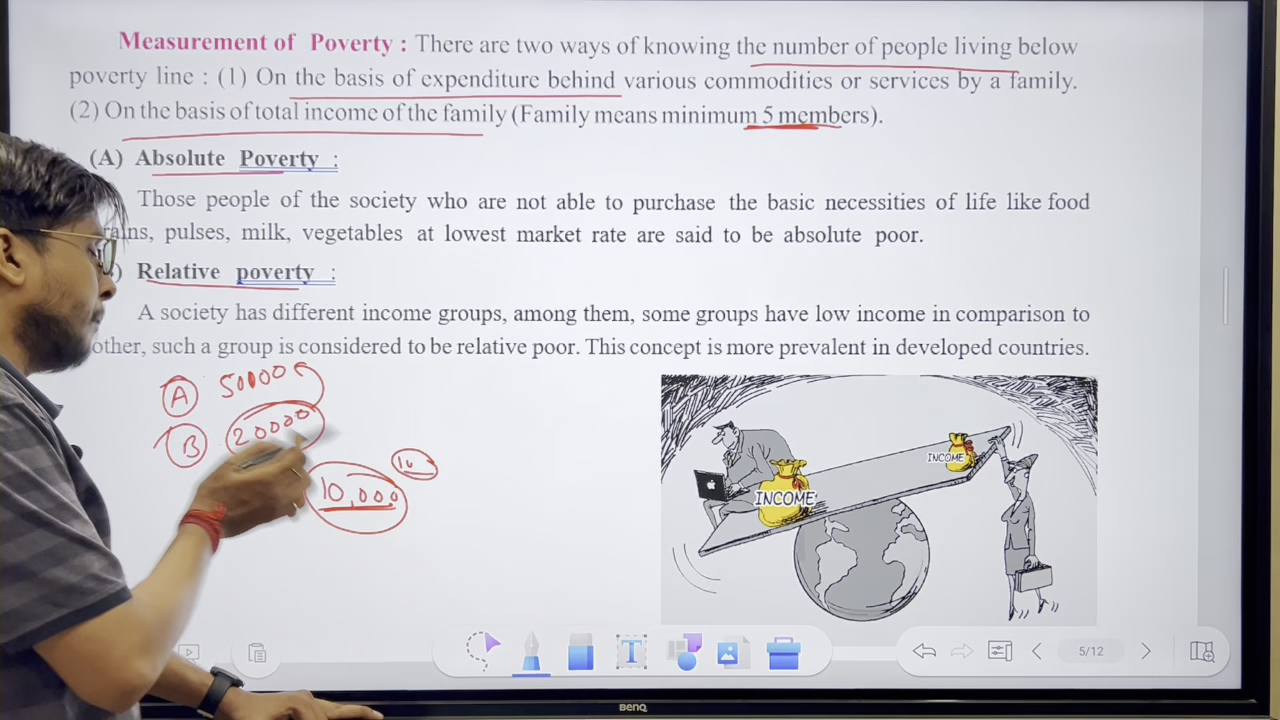 Measurement of Poverty : There are two ways of knowing the number of people living below
poverty line : (1) On the basis of expenditure behind various commodities or services by a family.
(2) On the basis of total income of the family (Family means minimum 5 members).
(A) Absolute Poverty :
Those people of the society who are not able to purchase the basic necessities of life like food
pulses, milk, vegetables at lowest market rate are said to be absolute poor.
Relative poverty :
A society has different income groups, among them, some groups have low income in comparison to
other, such a group is considered to be relative poor. This concept is more prevalent in developed countries.
A 50000
B 20000
10,000
INCOME
INCOME
T
5/12
BENQ